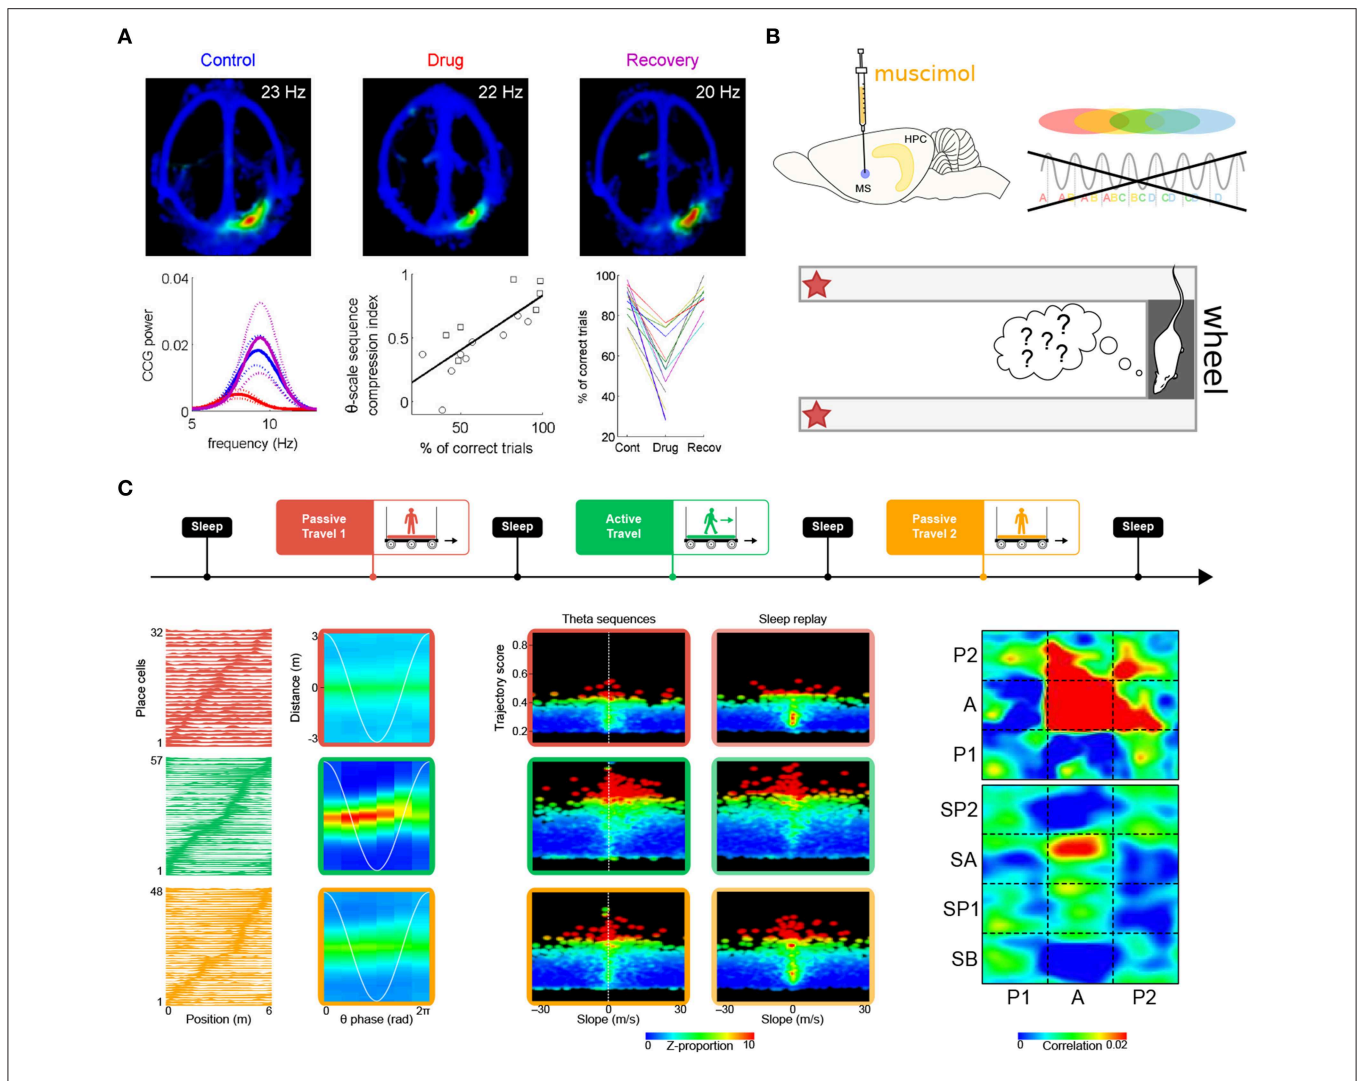 A
Control
Drug
Recovery
23 Hz
22 Hz
20 Hz
0.04
0.02
0
CCG power
5
10
frequency (Hz)
1
0.5
0
θ-scale sequence
compression index
50
100
% of correct trials
100
80
60
40
20
% of correct trials
Cont
Drug
Recov
B
muscimol
HPC
MS
A
AB
AB
ABC
BCD
CD
CD
D
? ? ? ? ?
wheel
C
Sleep
Passive
Travel 1
Sleep
Active
Travel
Sleep
Passive
Travel 2
Sleep
Theta sequences
Sleep replay
Place cells
32
1
57
1
48
1
0
6
Position (m)
Distance (m)
3
0
-3
0
2π
θ phase (rad)
Trajectory score
0.8
0.6
0.4
0.2
−30
0
30
Slope (m/s)
−30
0
30
Slope (m/s)
0
Z-proportion
10
P2
A
P1
SP2
SA
SP1
SB
P1
A
P2
0
Correlation
0.02